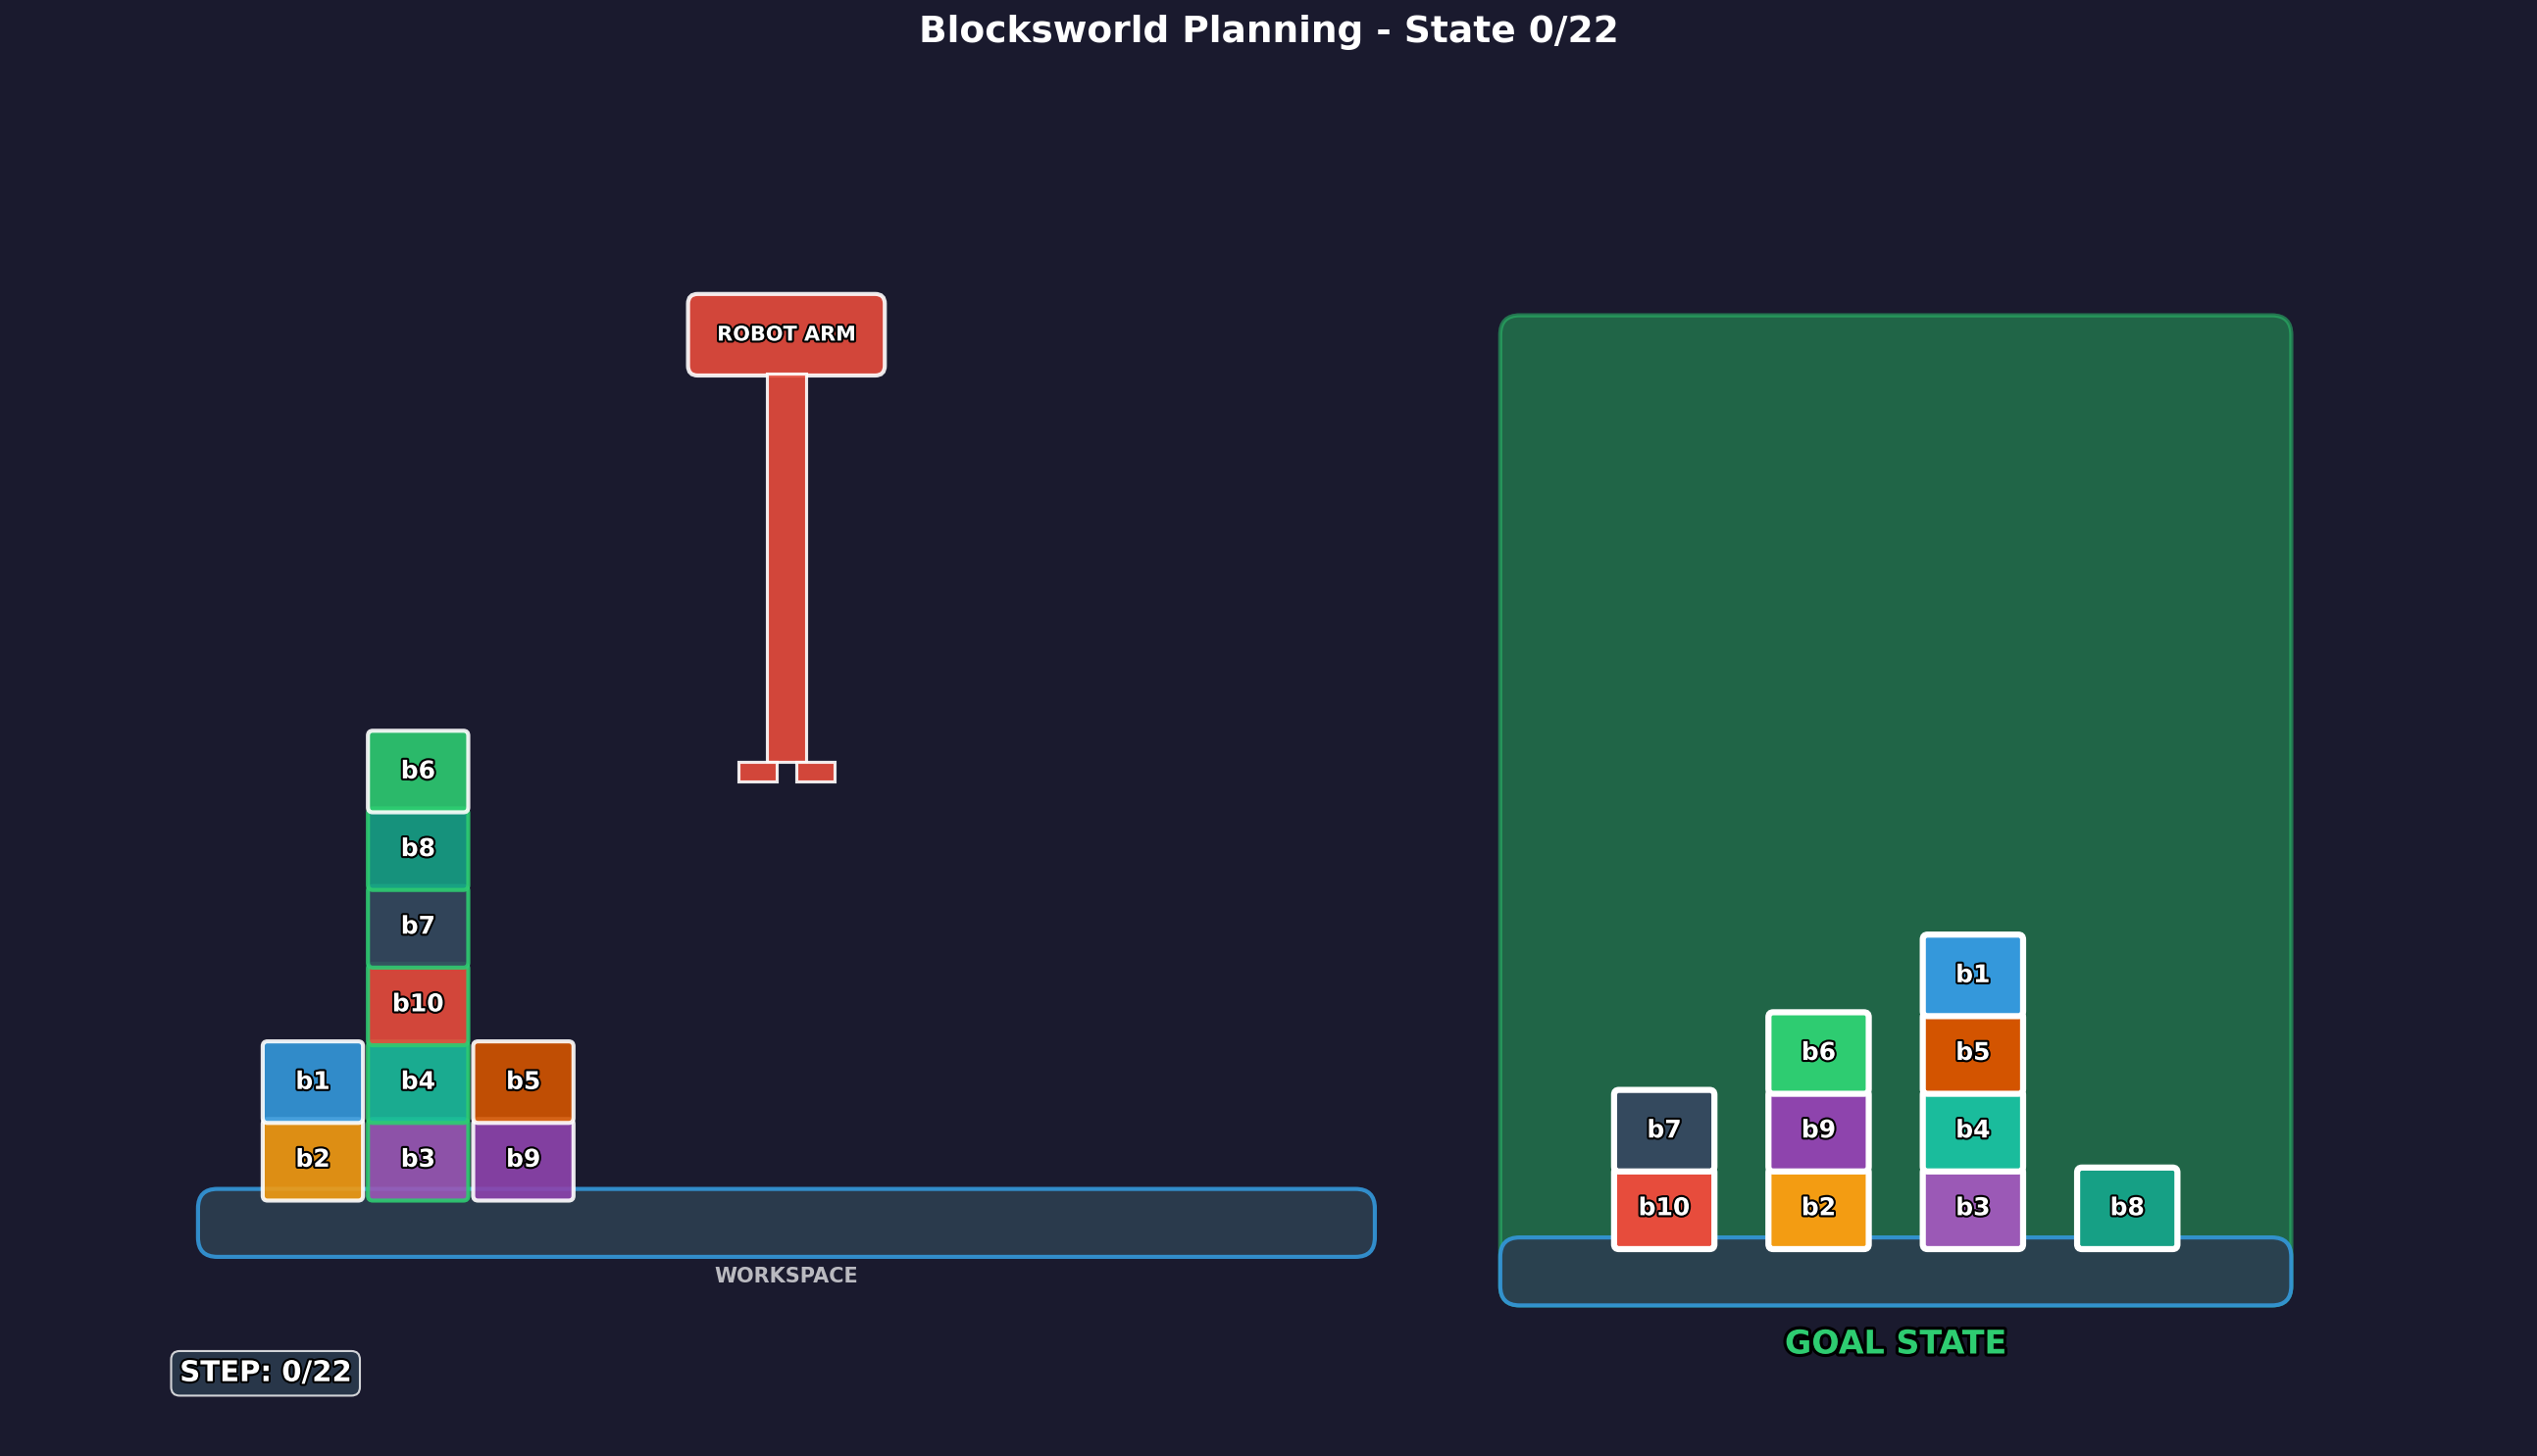 Blocksworld Planning - State 0/22
ROBOT ARM
b6
b8
b7
b10
b1 b4 b5
b2 b3 b9
WORKSPACE
STEP: 0/22
b1
b6 b5
b7 b9 b4
b10 b2 b3 b8
GOAL STATE